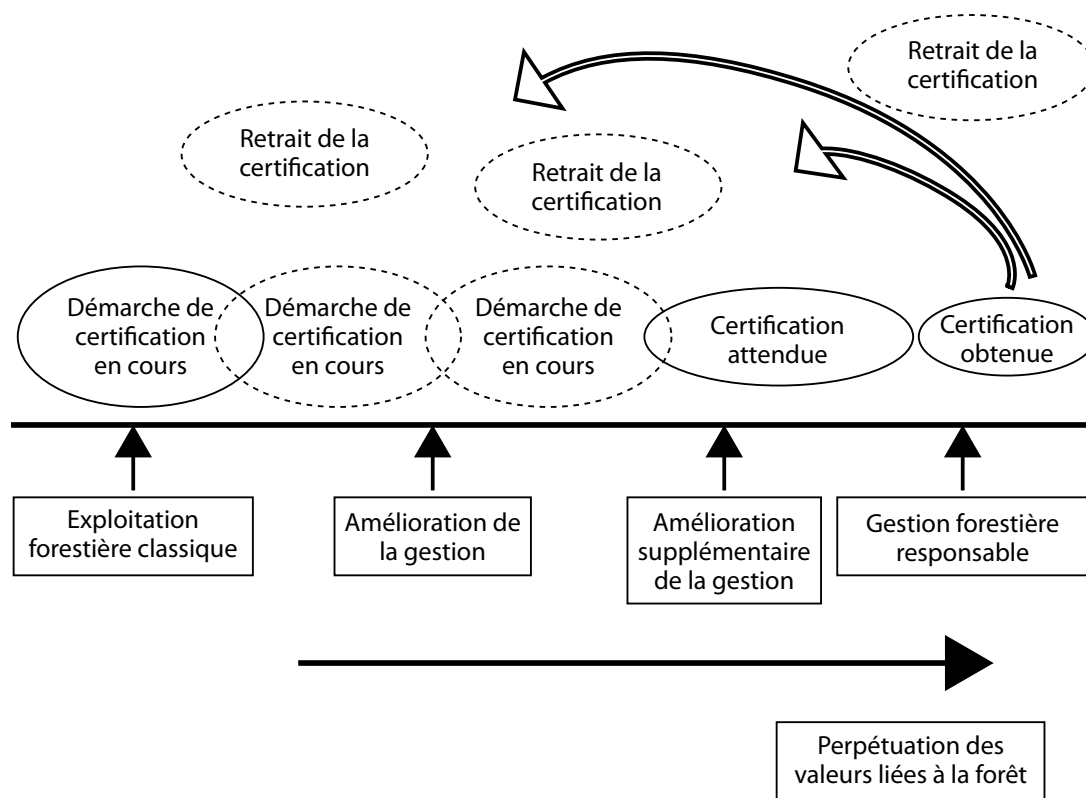 Retrait de la
certification
Retrait de la
certification
Retrait de la
certification
Démarche de
certification
en cours
Démarche de
certification
en cours
Démarche de
certification
en cours
Certification
attendue
Certification
obtenue
Exploitation
forestière classique
Amélioration de
la gestion
Amélioration
supplémentaire
de la gestion
Gestion forestière
responsable
Perpétuation des
valeurs liées à la forêt